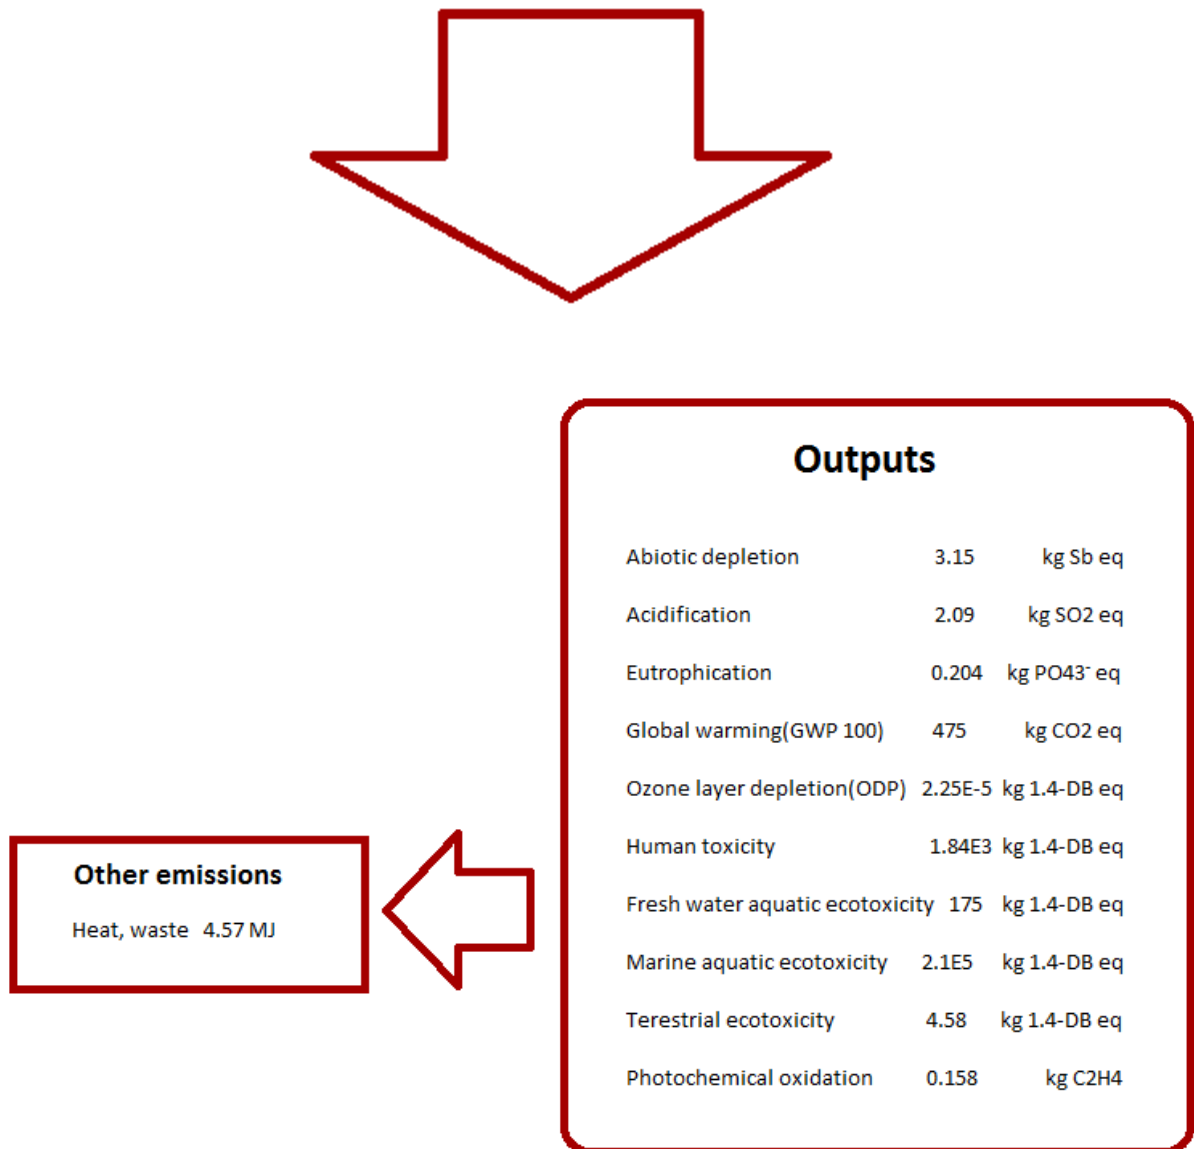 Outputs
Abiotic depletion 3.15 kg Sb eq
Acidification 2.09 kg SO2 eq
Eutrophication 0.204 kg PO43⁻ eq
Global warming(GWP 100) 475 kg CO2 eq
Ozone layer depletion(ODP) 2.25E-5 kg 1.4-DB eq
Human toxicity 1.84E3 kg 1.4-DB eq
Fresh water aquatic ecotoxicity 175 kg 1.4-DB eq
Marine aquatic ecotoxicity 2.1E5 kg 1.4-DB eq
Terestrial ecotoxicity 4.58 kg 1.4-DB eq
Photochemical oxidation 0.158 kg C2H4
Other emissions
Heat, waste 4.57 MJ